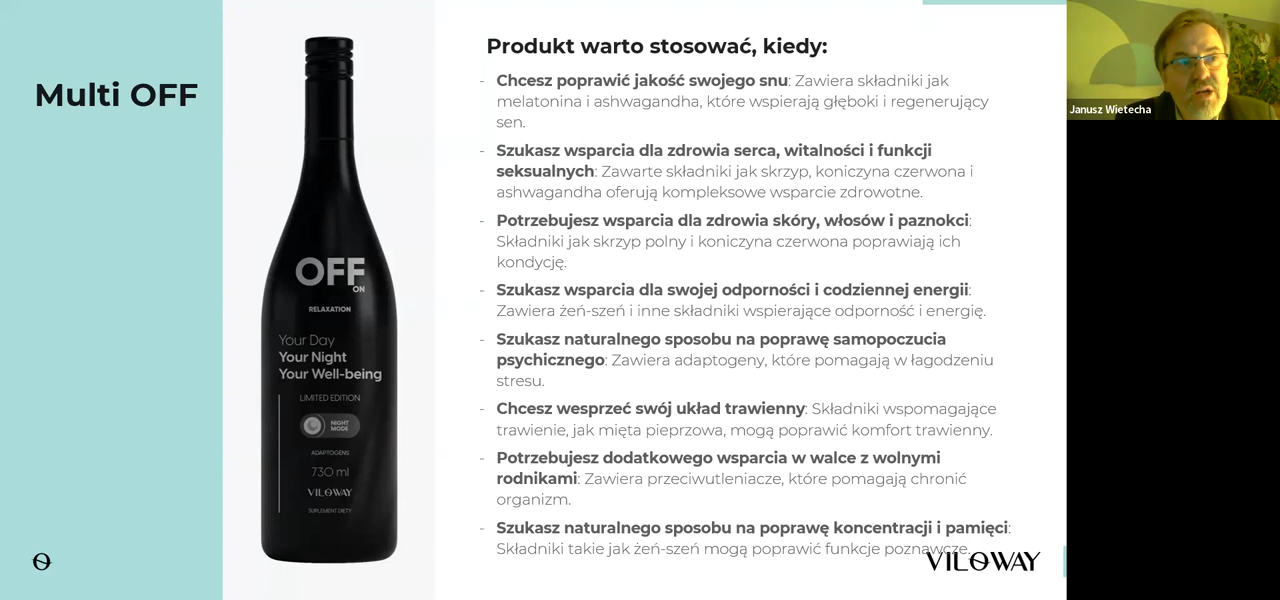 Multi OFF
OFF
ON
RELAXATION
Your Day
Your Night
Your Well-being
LIMITED EDITION
NIGHT
MODE
ADAPTOGENS
730 ml
VILOWAY
SUPLEMENT DIETY
Produkt warto stosować, kiedy:
- Chcesz poprawić jakość swojego snu: Zawiera składniki jak
melatonina i ashwagandha, które wspierają głęboki i regenerujący
sen.
- Szukasz wsparcia dla zdrowia serca, witalności i funkcji
seksualnych: Zawarte składniki jak skrzyp, koniczyna czerwona i
ashwagandha oferują kompleksowe wsparcie zdrowotne.
- Potrzebujesz wsparcia dla zdrowia skóry, włosów i paznokci:
Składniki jak skrzyp polny i koniczyna czerwona poprawiają ich
kondycję.
- Szukasz wsparcia dla swojej odporności i codziennej energii:
Zawiera żeń-szeń i inne składniki wspierające odporność i energię.
- Szukasz naturalnego sposobu na poprawę samopoczucia
psychicznego: Zawiera adaptogeny, które pomagają w łagodzeniu
stresu.
- Chcesz wesprzeć swój układ trawienny: Składniki wspomagające
trawienie, jak mięta pieprzowa, mogą poprawić komfort trawienny.
- Potrzebujesz dodatkowego wsparcia w walce z wolnymi
rodnikami: Zawiera przeciwutleniacze, które pomagają chronić
organizm.
- Szukasz naturalnego sposobu na poprawę koncentracji i pamięci:
Składniki takie jak żeń-szeń mogą poprawić funkcje poznawcze.
VILOWAY
Janusz Wietecha